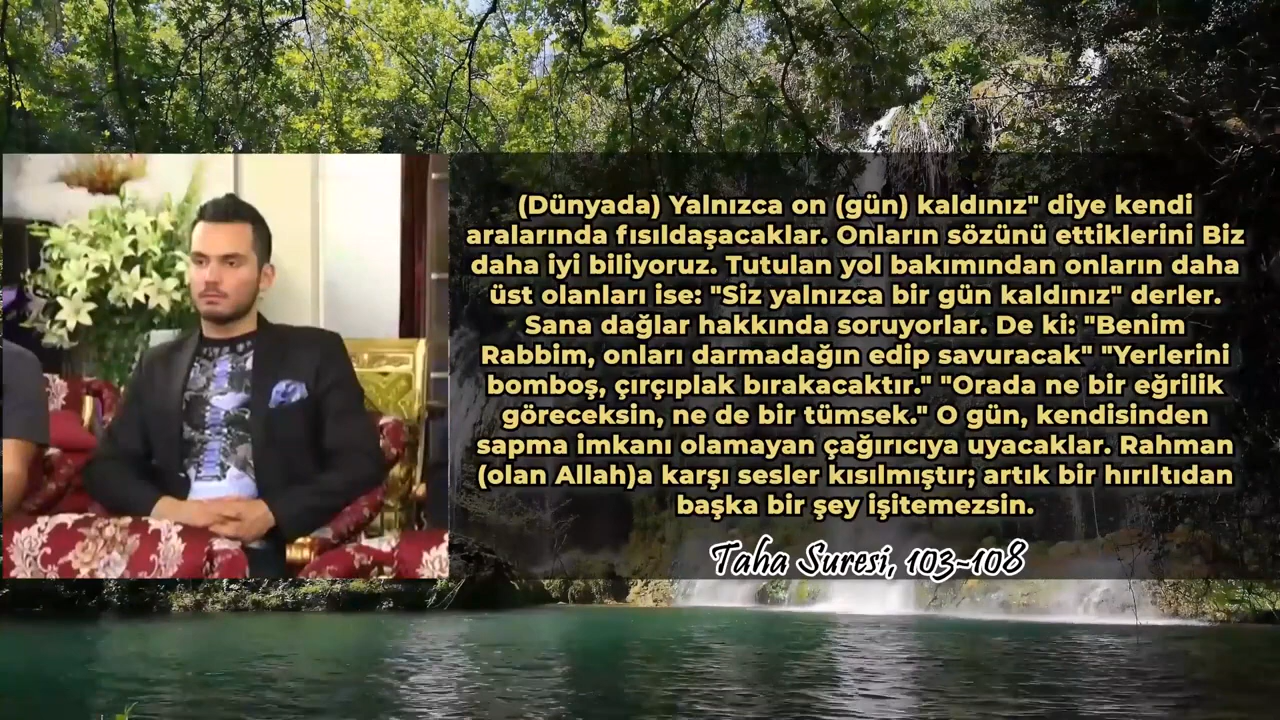 (Dünyada) Yalnızca on (gün) kaldınız" diye kendi
aralarında fısıldaşacaklar. Onların sözünü ettiklerini Biz
daha iyi biliyoruz. Tutulan yol bakımından onların daha
üst olanları ise: "Siz yalnızca bir gün kaldınız" derler.
Sana dağlar hakkında soruyorlar. De ki: "Benim
Rabbim, onları darmadağın edip savuracak" "Yerlerini
bomboş, çırçıplak bırakacaktır." "Orada ne bir eğrilik
göreceksin, ne de bir tümsek." O gün, kendisinden
sapma imkanı olamayan çağırıcıya uyacaklar. Rahman
(olan Allah)a karşı sesler kısılmıştır; artık bir hırıltıdan
başka bir şey işitemezsin.
Taha Suresi, 103-108